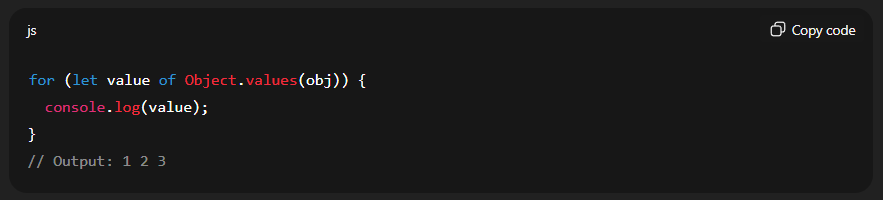 js
Copy code
for (let value of Object.values(obj)) {
  console.log(value);
}
// Output: 1 2 3